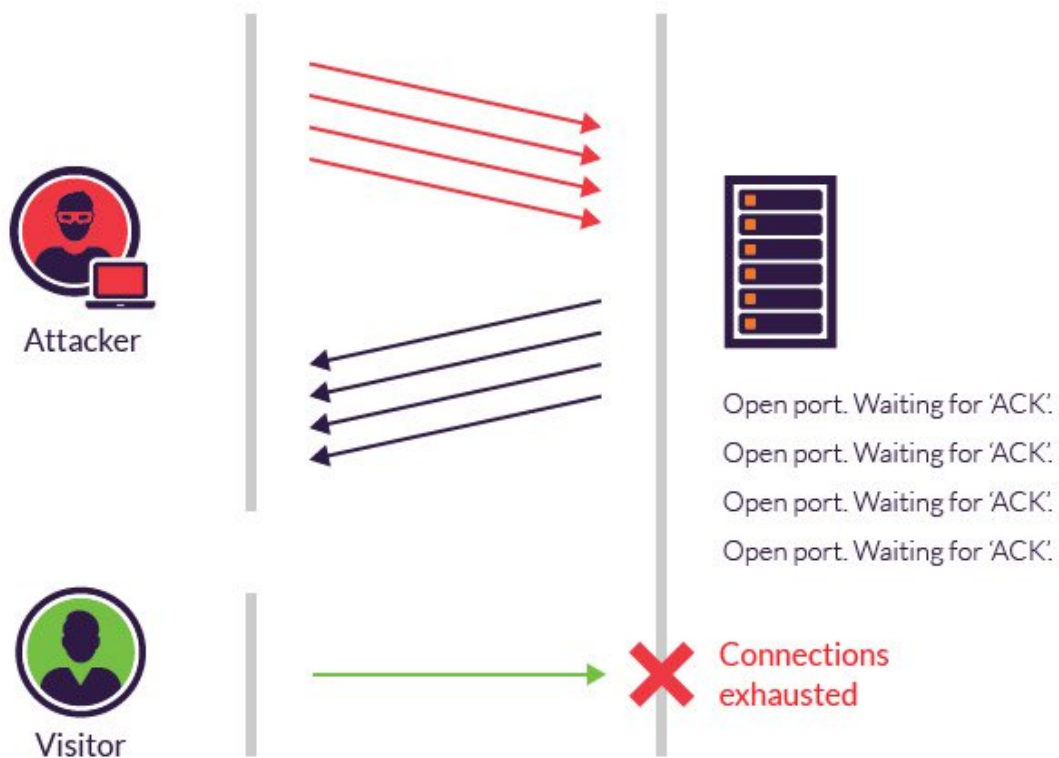 Attacker
Open port. Waiting for ‘ACK’.
Open port. Waiting for ‘ACK’.
Open port. Waiting for ‘ACK’.
Open port. Waiting for ‘ACK’.
Visitor
Connections
exhausted